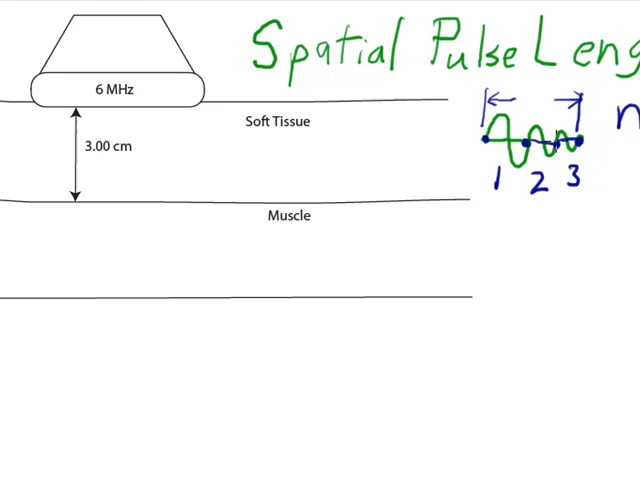 Spatial Pulse Leng
6 MHz
Soft Tissue
3.00 cm
n
1 2 3
Muscle